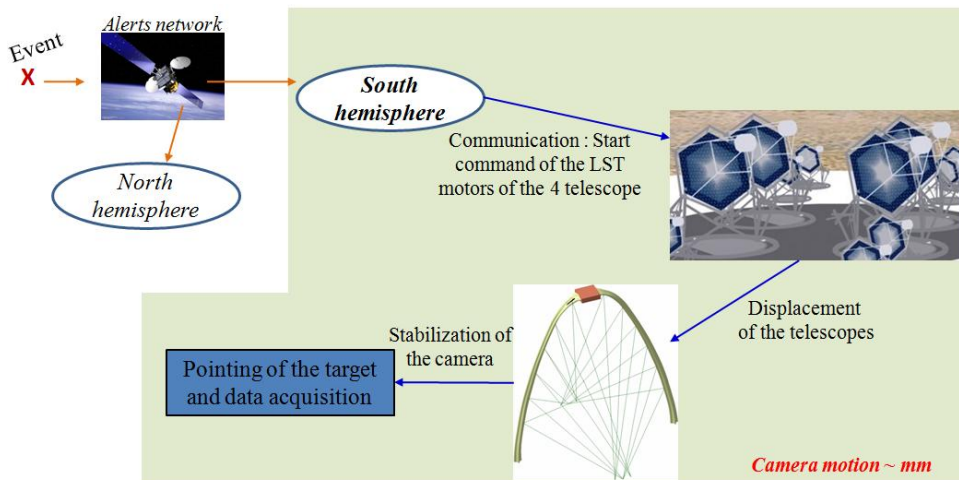 Alerts network
Event
X
South
hemisphere
North
hemisphere
Communication : Start
command of the LST
motors of the 4 telescope
Displacement
of the telescopes
Stabilization of
the camera
Pointing of the target
and data acquisition
Camera motion ~ mm